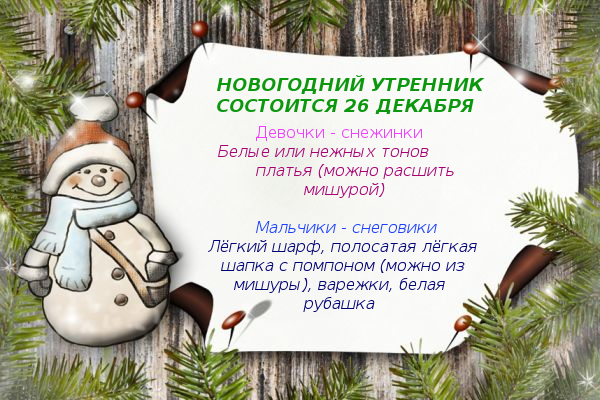 НОВОГОДНИЙ УТРЕННИК
СОСТОИТСЯ 26 ДЕКАБРЯ
Девочки - снежинки
Белые или нежных тонов
платья (можно расшить
мишурой)
Мальчики - снеговики
Лёгкий шарф, полосатая лёгкая
шапка с помпоном (можно из
мишуры), варежки, белая
рубашка